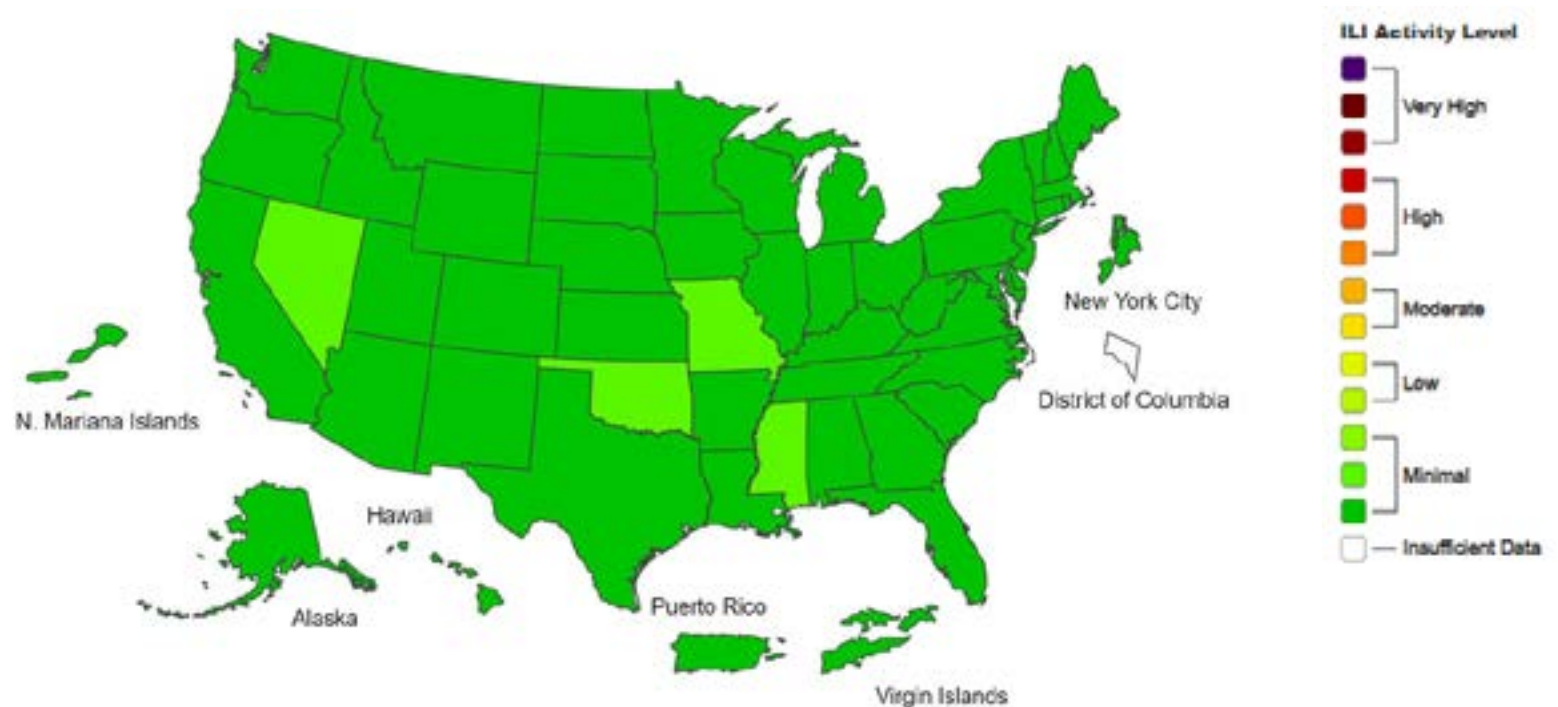 ILI Activity Level
Very High
High
Moderate
Low
Minimal
Insufficient Data
New York City
District of Columbia
N. Mariana Islands
Hawaii
Alaska
Puerto Rico
Virgin Islands